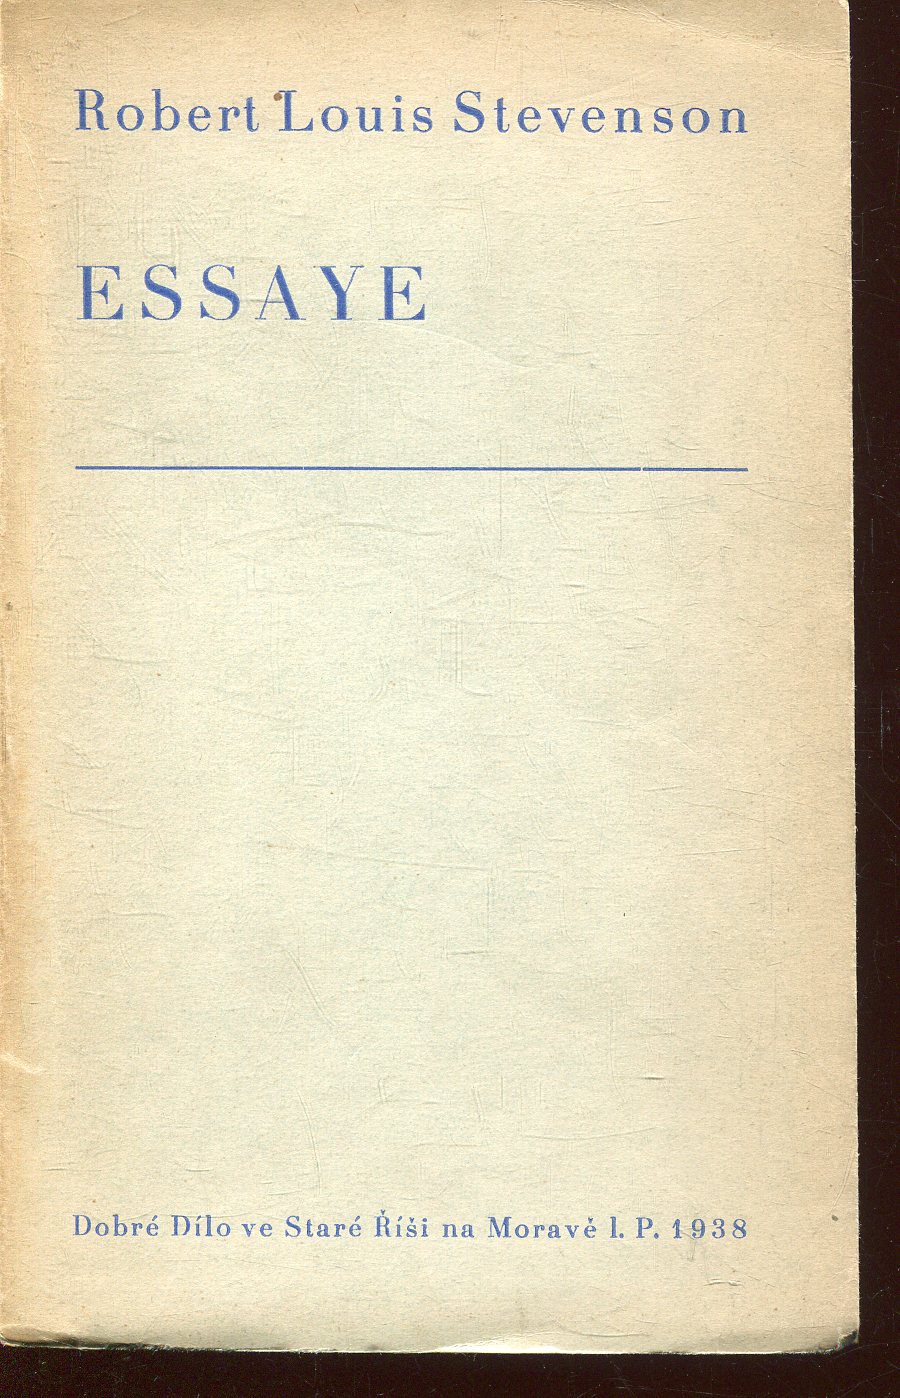 Robert Louis Stevenson
ESSAYE
Dobré Dílo ve Staré Říši na Moravě l. P. 1938